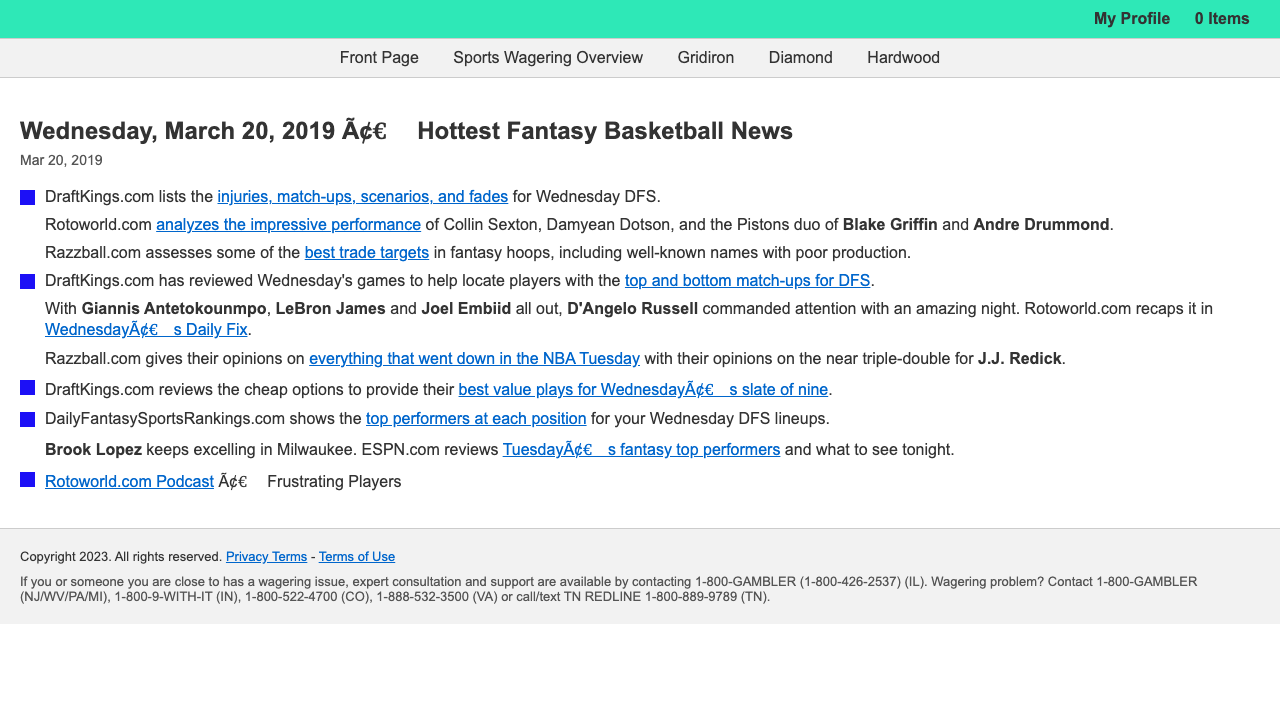 My Profile 0 Items
Front Page Sports Wagering Overview Gridiron Diamond Hardwood
Wednesday, March 20, 2019 Ã¢€ Hottest Fantasy Basketball News
Mar 20, 2019
DraftKings.com lists the injuries, match-ups, scenarios, and fades for Wednesday DFS.
Rotoworld.com analyzes the impressive performance of Collin Sexton, Damyean Dotson, and the Pistons duo of Blake Griffin and Andre Drummond.
Razzball.com assesses some of the best trade targets in fantasy hoops, including well-known names with poor production.
DraftKings.com has reviewed Wednesday's games to help locate players with the top and bottom match-ups for DFS.
With Giannis Antetokounmpo, LeBron James and Joel Embiid all out, D'Angelo Russell commanded attention with an amazing night. Rotoworld.com recaps it in
WednesdayÃ¢€ s Daily Fix.
Razzball.com gives their opinions on everything that went down in the NBA Tuesday with their opinions on the near triple-double for J.J. Redick.
DraftKings.com reviews the cheap options to provide their best value plays for WednesdayÃ¢€ s slate of nine.
DailyFantasySportsRankings.com shows the top performers at each position for your Wednesday DFS lineups.
Brook Lopez keeps excelling in Milwaukee. ESPN.com reviews TuesdayÃ¢€ s fantasy top performers and what to see tonight.
Rotoworld.com Podcast Ã¢€ Frustrating Players
Copyright 2023. All rights reserved. Privacy Terms - Terms of Use
If you or someone you are close to has a wagering issue, expert consultation and support are available by contacting 1-800-GAMBLER (1-800-426-2537) (IL). Wagering problem? Contact 1-800-GAMBLER
(NJ/WV/PA/MI), 1-800-9-WITH-IT (IN), 1-800-522-4700 (CO), 1-888-532-3500 (VA) or call/text TN REDLINE 1-800-889-9789 (TN).